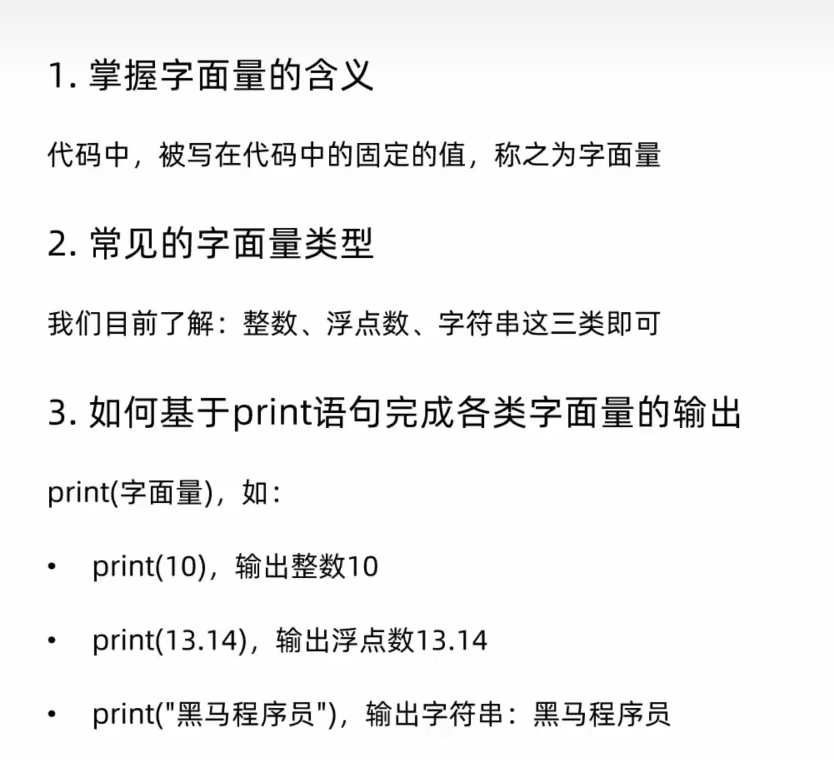 1. 掌握字面量的含义
代码中，被写在代码中的固定的值，称之为字面量
2. 常见的字面量类型
我们目前了解：整数、浮点数、字符串这三类即可
3. 如何基于print语句完成各类字面量的输出
print(字面量)，如：
• print(10)，输出整数10
• print(13.14)，输出浮点数13.14
• print("黑马程序员")，输出字符串：黑马程序员